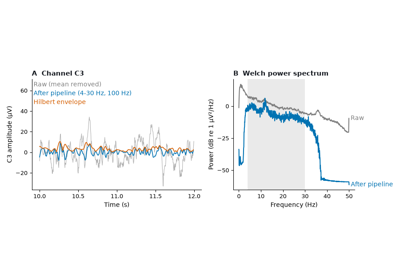 A Channel C3
Raw (mean removed)
After pipeline (4-30 Hz, 100 Hz)
Hilbert envelope
C3 amplitude (µV)
60
40
20
0
−20
10.0 10.5 11.0 11.5 12.0
Time (s)
B Welch power spectrum
Power (dB re 1 µV²/Hz)
0
−25
−50
Raw
After pipeline
0 10 20 30 40 50
Frequency (Hz)